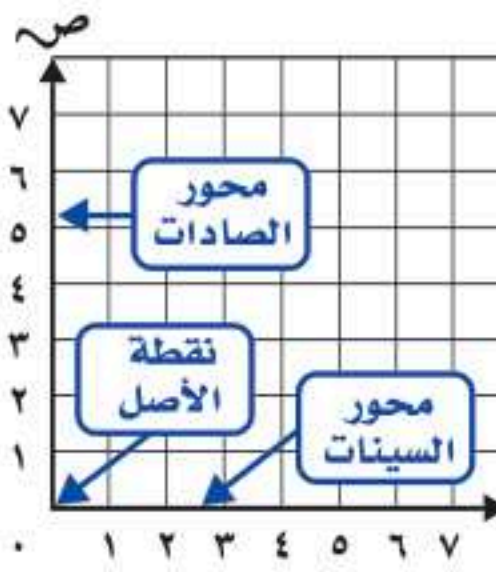 ص
٧
٦
محور
الصادات
٥
٤
٣
نقطة
الأصل
٢
محور
السينات
١
٠ ١ ٢ ٣ ٤ ٥ ٦ ٧